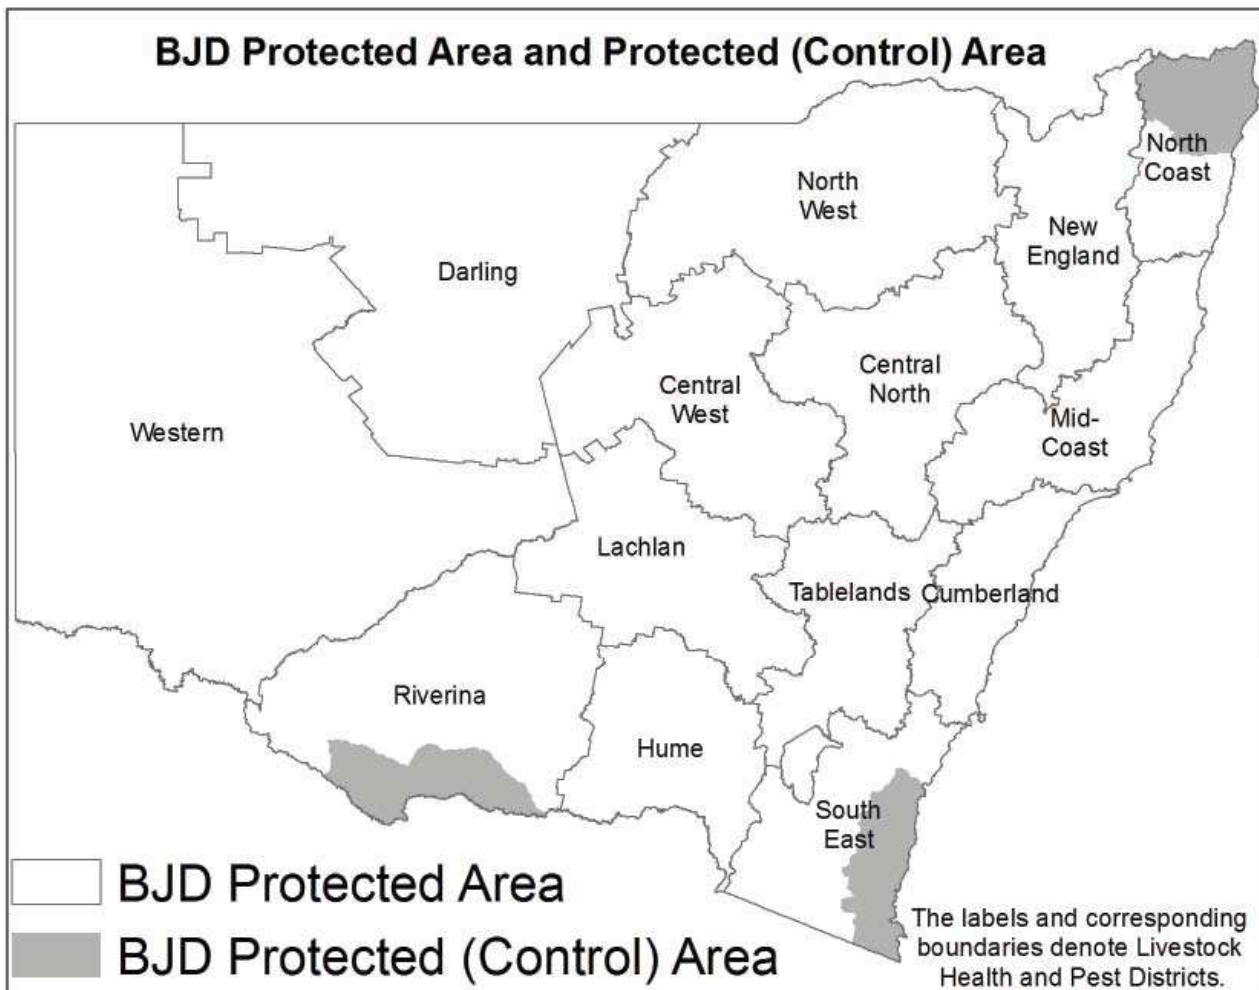 BJD Protected Area and Protected (Control) Area
North
Coast
North
West
New
England
Darling
Central
North
Central
West
Mid-
Coast
Western
Lachlan
Tablelands
Cumberland
Riverina
Hume
South
East
BJD Protected Area
BJD Protected (Control) Area
The labels and corresponding
boundaries denote Livestock
Health and Pest Districts.